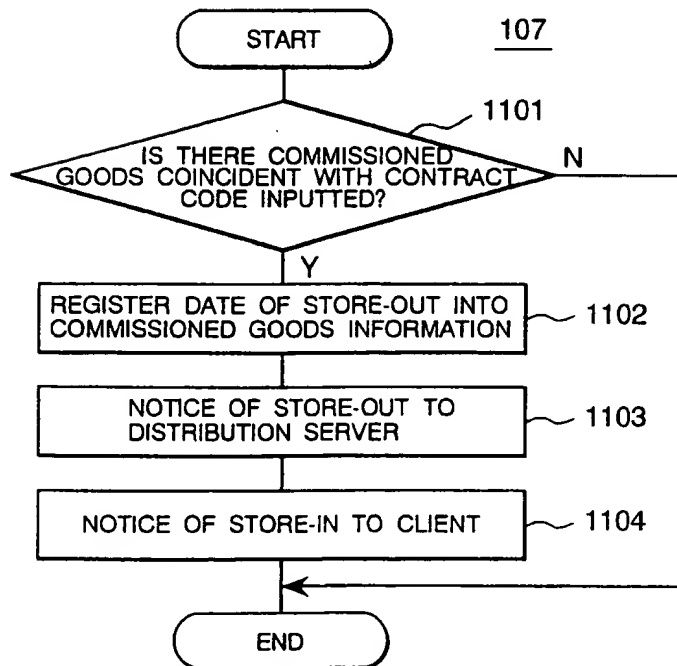 START
107
1101
IS THERE COMMISSIONED
GOODS COINCIDENT WITH CONTRACT
CODE INPUTTED?
N
Y
REGISTER DATE OF STORE-OUT INTO
COMMISSIONED GOODS INFORMATION
1102
NOTICE OF STORE-OUT TO
DISTRIBUTION SERVER
1103
NOTICE OF STORE-IN TO CLIENT
1104
END